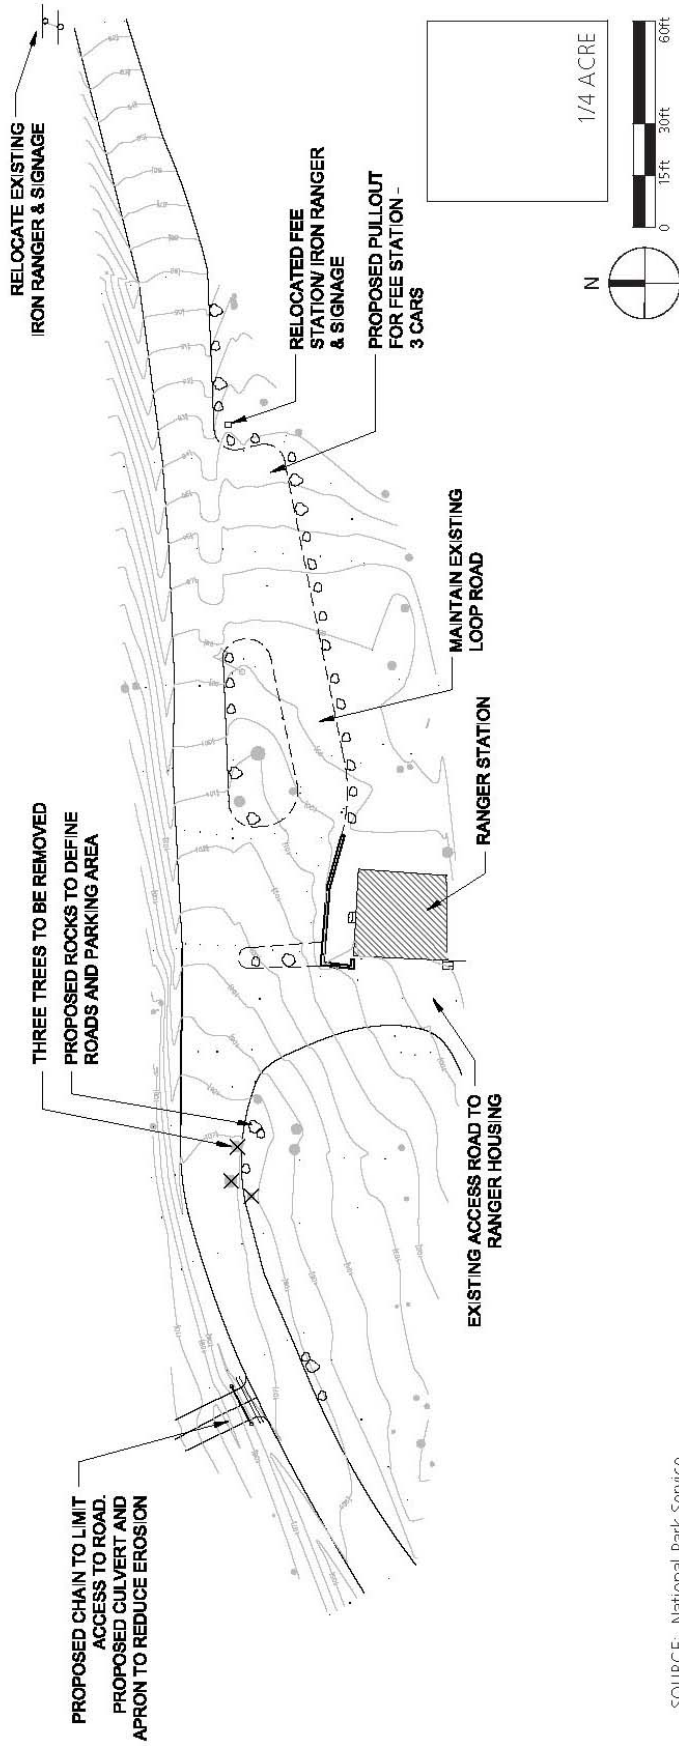 RELOCATE EXISTING
IRON RANGER & SIGNAGE
THREE TREES TO BE REMOVED
PROPOSED ROCKS TO DEFINE
ROADS AND PARKING AREA
PROPOSED CHAIN TO LIMIT
ACCESS TO ROAD.
PROPOSED CULVERT AND
APRON TO REDUCE EROSION
RELOCATED FEE
STATION/ IRON RANGER
& SIGNAGE
PROPOSED PULLOUT
FOR FEE STATION -
3 CARS
MAINTAIN EXISTING
LOOP ROAD
RANGER STATION
EXISTING ACCESS ROAD TO
RANGER HOUSING
1/4 ACRE
N
0 15ft 30ft 60ft
SOURCE: National Park Service